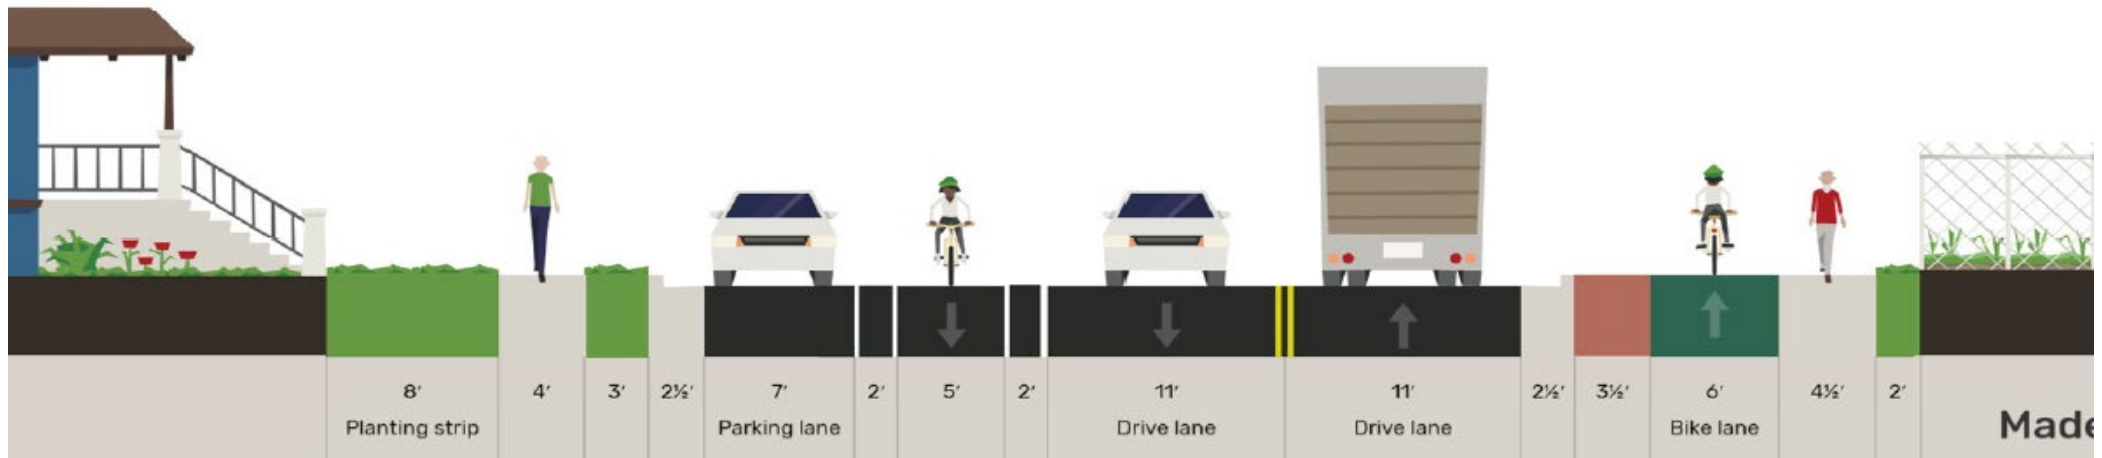 8′ 4′ 3′ 2½′ 7′ 2′ 5′ 2′ 11′ 11′ 2½′ 3½′ 6′ 4½′ 2′
Planting strip Parking lane Drive lane Drive lane Bike lane Made